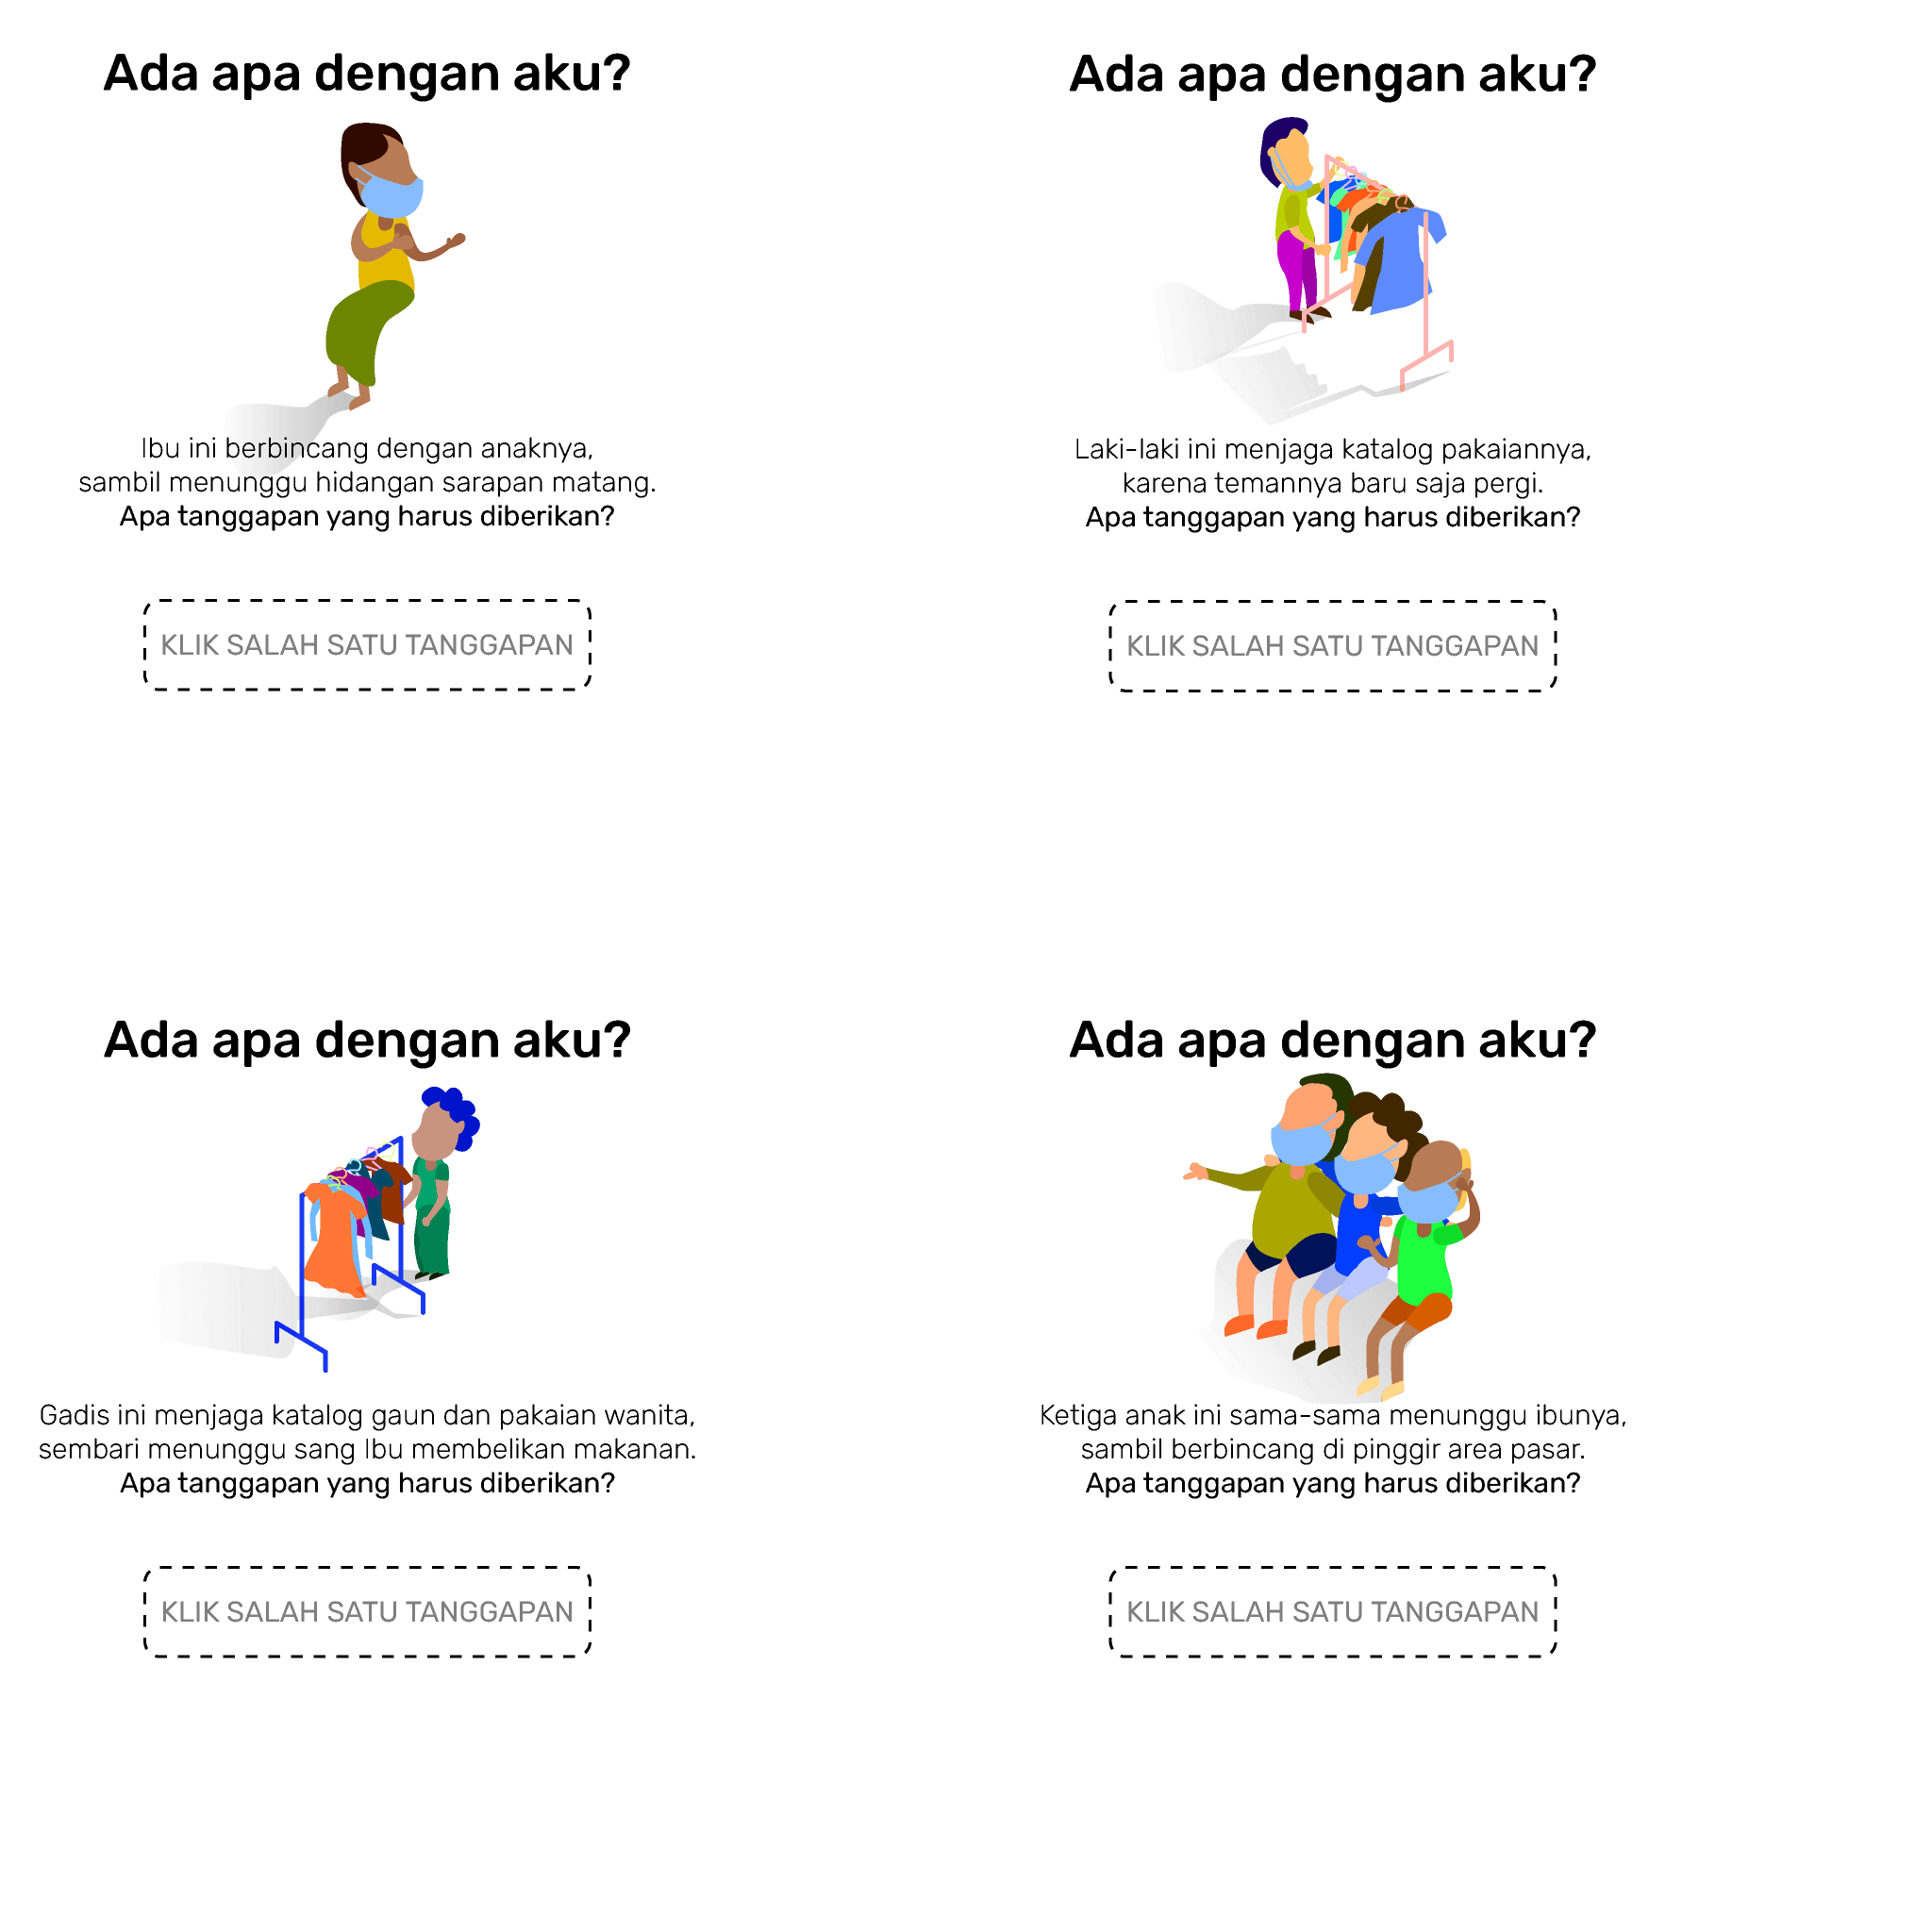 Ada apa dengan aku?
Ibu ini berbincang dengan anaknya,
sambil menunggu hidangan sarapan matang.
Apa tanggapan yang harus diberikan?
KLIK SALAH SATU TANGGAPAN
Ada apa dengan aku?
Laki-laki ini menjaga katalog pakaiannya,
karena temannya baru saja pergi.
Apa tanggapan yang harus diberikan?
KLIK SALAH SATU TANGGAPAN
Ada apa dengan aku?
Gadis ini menjaga katalog gaun dan pakaian wanita,
sembari menunggu sang Ibu membelikan makanan.
Apa tanggapan yang harus diberikan?
KLIK SALAH SATU TANGGAPAN
Ada apa dengan aku?
Ketiga anak ini sama-sama menunggu ibunya,
sambil berbincang di pinggir area pasar.
Apa tanggapan yang harus diberikan?
KLIK SALAH SATU TANGGAPAN